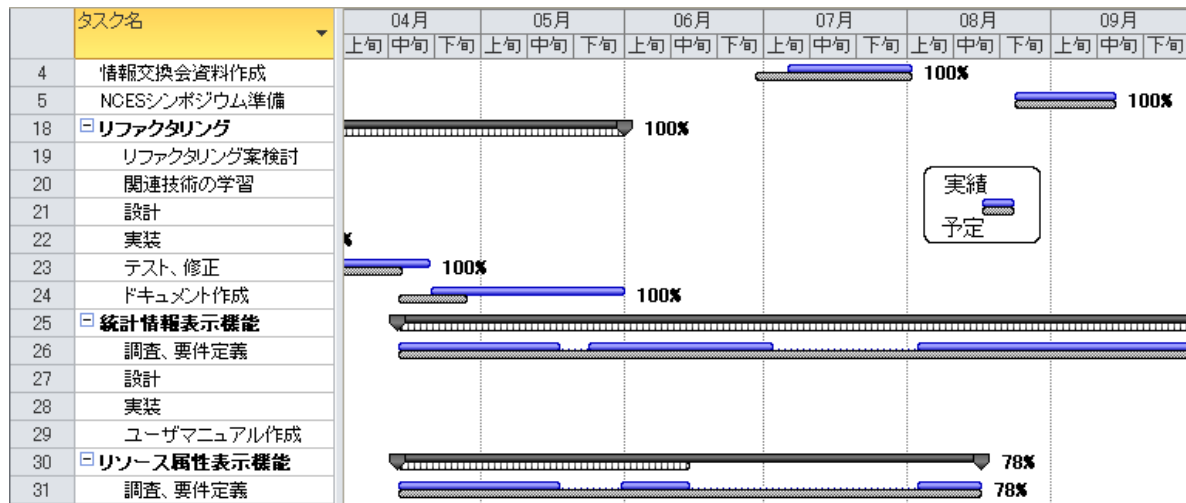 タスク名 04月 05月 06月 07月 08月 09月
上旬 中旬 下旬 上旬 中旬 下旬 上旬 中旬 下旬 上旬 中旬 下旬 上旬 中旬 下旬 上旬 中旬 下旬
4 情報交換会資料作成 100%
5 NCESシンポジウム準備 100%
18 リファクタリング 100%
19 リファクタリング案検討
20 関連技術の学習 実績
21 設計 予定
22 実装 %
23 テスト、修正 100%
24 ドキュメント作成 100%
25 統計情報表示機能
26 調査、要件定義
27 設計
28 実装
29 ユーザマニュアル作成
30 リソース属性表示機能 78%
31 調査、要件定義 78%